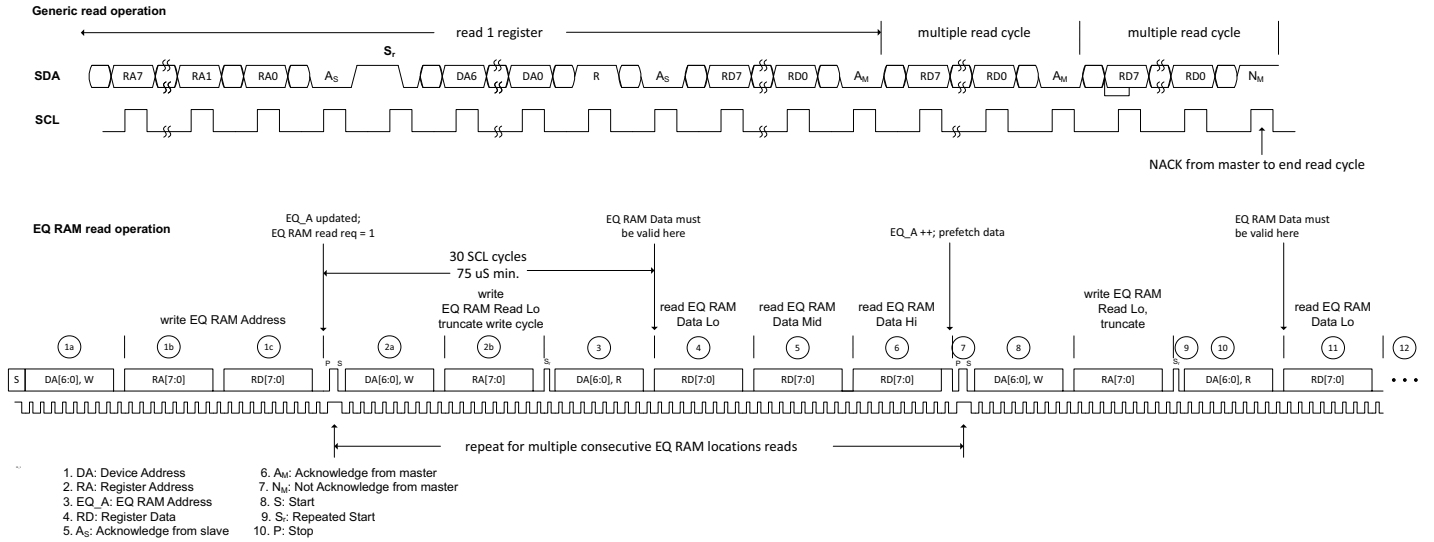 Generic read operation
read 1 register
multiple read cycle
multiple read cycle
Sr
SDA
RA7 RA1 RA0 AS DA6 DA0 R AS RD7 RD0 AM RD7 RD0 AM RD7 RD0 NM
SCL
NACK from master to end read cycle
EQ RAM read operation
EQ_A updated;
EQ RAM read req = 1
EQ RAM Data must
be valid here
EQ_A ++; prefetch data
EQ RAM Data must
be valid here
30 SCL cycles
75 uS min.
write EQ RAM Address
write
EQ RAM Read Lo
truncate write cycle
read EQ RAM
Data Lo
read EQ RAM
Data Mid
read EQ RAM
Data Hi
write EQ RAM
Read Lo,
truncate
read EQ RAM
Data Lo
1a 1b 1c 2a 2b 3 4 5 6 7 8 9 10 11 12
P S Sr P S Sr
S DA[6:0], W RA[7:0] RD[7:0] DA[6:0], W RA[7:0] DA[6:0], R RD[7:0] RD[7:0] RD[7:0] DA[6:0], W RA[7:0] DA[6:0], R RD[7:0] • • •
repeat for multiple consecutive EQ RAM locations reads
1. DA: Device Address
2. RA: Register Address
3. EQ_A: EQ RAM Address
4. RD: Register Data
5. AS: Acknowledge from slave
6. AM: Acknowledge from master
7. NM: Not Acknowledge from master
8. S: Start
9. Sr: Repeated Start
10. P: Stop